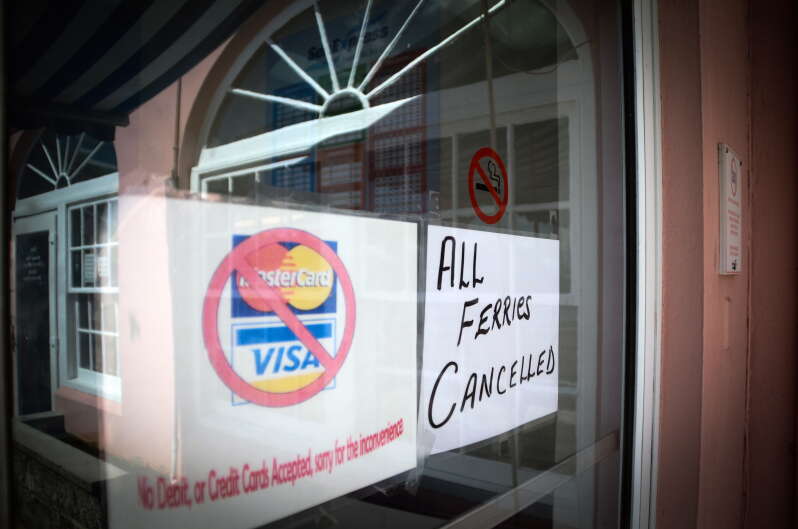 MasterCard
VISA
No Debit, or Credit Cards Accepted, sorry for the inconvenience.
ALL
FERRIES
CANCELLED